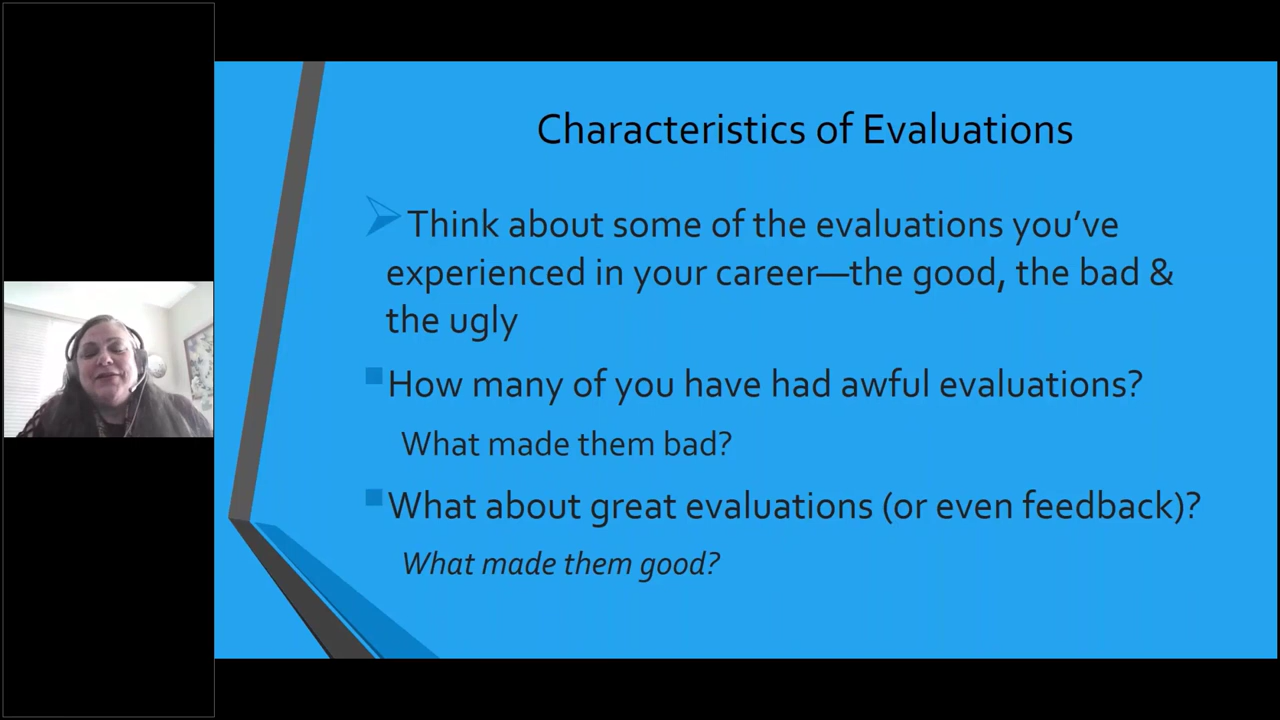 Characteristics of Evaluations
Think about some of the evaluations you’ve
experienced in your career—the good, the bad &
the ugly
How many of you have had awful evaluations?
What made them bad?
What about great evaluations (or even feedback)?
What made them good?